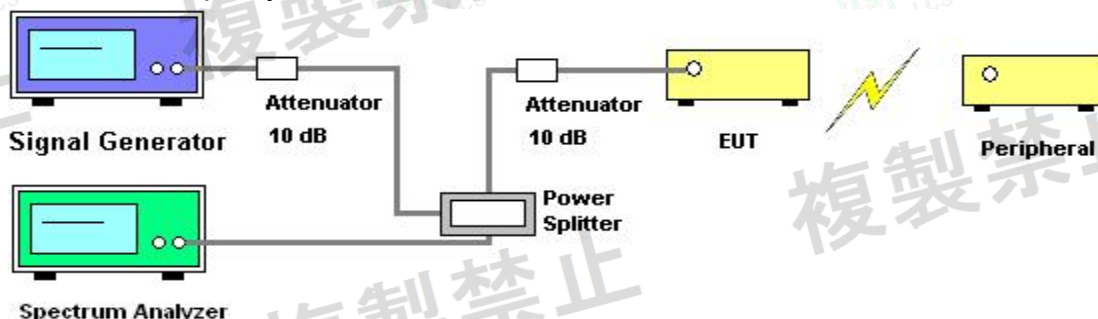 Signal Generator
Attenuator
10 dB
Attenuator
10 dB
EUT
Peripheral
Power
Splitter
Spectrum Analyzer
複製禁止
複製禁止
複製禁止